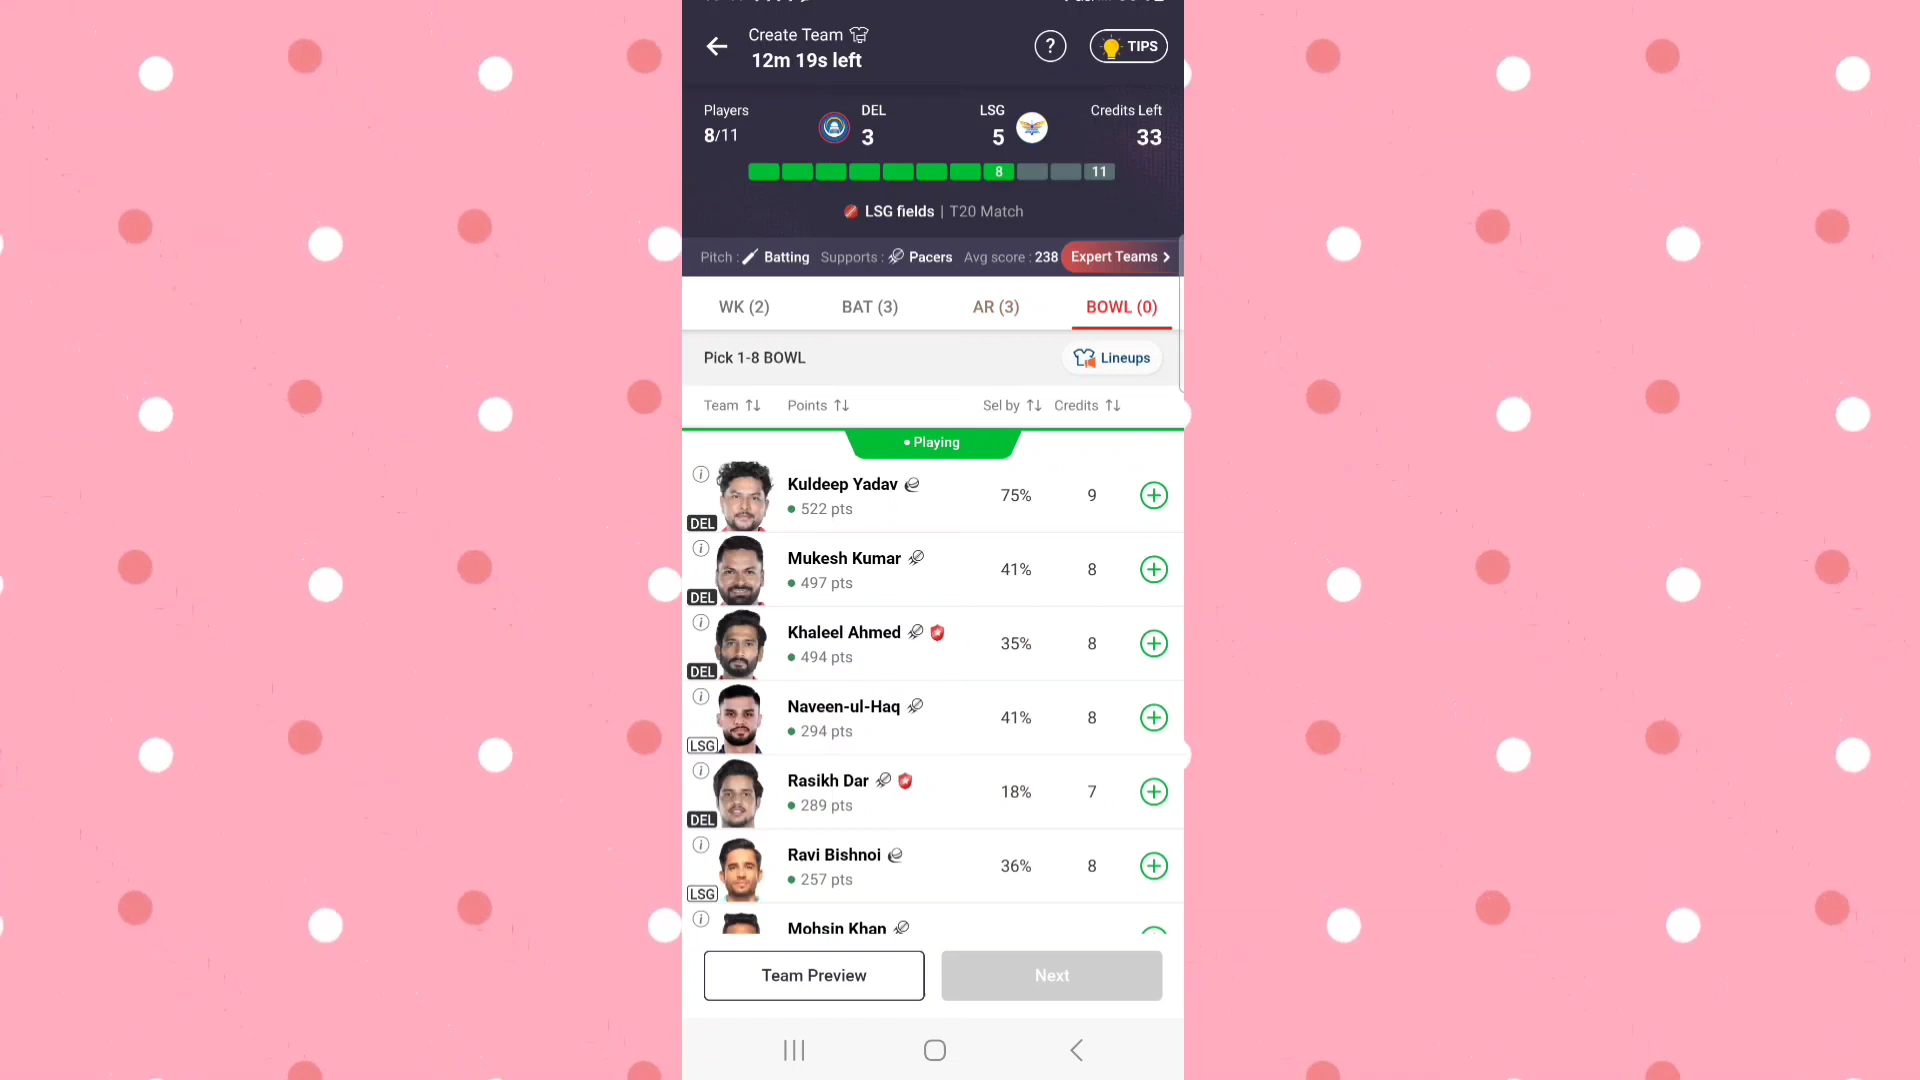 Create Team
12m 19s left
? TIPS
Players
8/11
DEL
3
LSG
5
Credits Left
33
8 11
LSG fields | T20 Match
Pitch : Batting Supports : Pacers Avg score : 238 Expert Teams
WK (2) BAT (3) AR (3) BOWL (0)
Pick 1-8 BOWL Lineups
Team Points Sel by Credits
Playing
Kuldeep Yadav
522 pts
75% 9
DEL
Mukesh Kumar
497 pts
41% 8
DEL
Khaleel Ahmed
494 pts
35% 8
DEL
Naveen-ul-Haq
294 pts
41% 8
LSG
Rasikh Dar
289 pts
18% 7
DEL
Ravi Bishnoi
257 pts
36% 8
LSG
Mohsin Khan
Team Preview Next